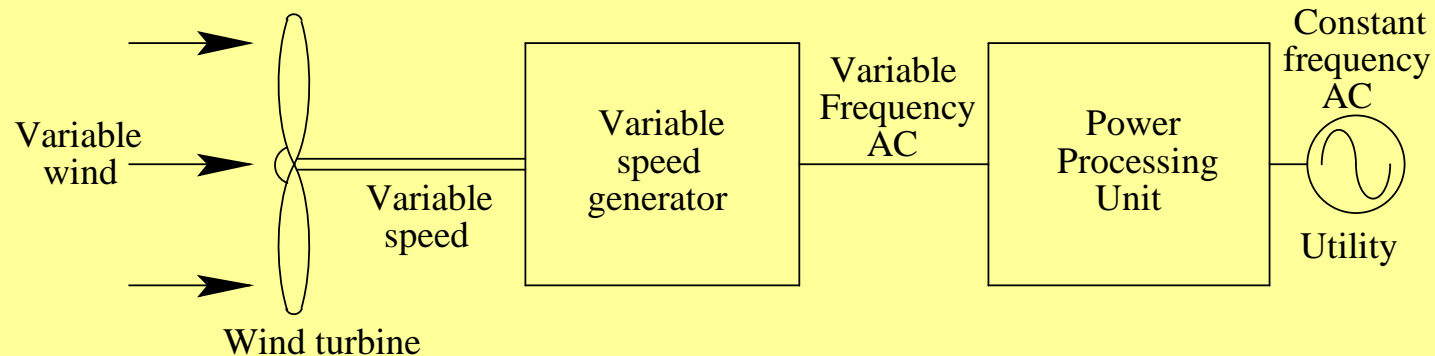 Variable
wind
Wind turbine
Variable
speed
Variable
speed
generator
Variable
Frequency
AC
Power
Processing
Unit
Constant
frequency
AC
Utility